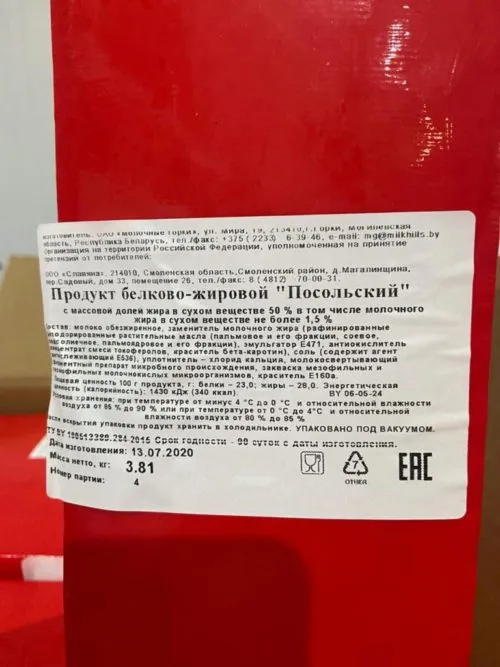 изготовитель: ОАО «Молочные горки», ул. Мира, 19, 213410, г.Горки, Могилевская
область, Республика Беларусь, тел./факс: +375 ( 2233) 6-39-46, e-mail: mg@milkhills.by
Организация на территории Российской Федерации, уполномоченная на принятие
претензий от потребителей:
ООО «Славяна», 214010, Смоленская область,Смоленский район, д.Магалинщина,
пер.Садовый, дом 33, помещение 26, тел./факс: 8 ( 4812) -70-00-31.
Продукт белково-жировой "Посольский"
с массовой долей жира в сухом веществе 50 % в том числе молочного
жира в сухом веществе не более 1,5 %
Состав: молоко обезжиренное, заменитель молочного жира (рафинированные
дезодорированные растительные масла (пальмовое и его фракции, соевое,
подсолнечное, пальмоядровое и его фракции), эмульгатор Е471, антиокислитель
концентрат смеси токоферолов, краситель бета-каротин), соль (содержит агент
антислеживающий Е536), уплотнитель – хлорид кальция, молокосвертывающий
ферментный препарат микробного происхождения, закваска мезофильных и
термофильных молочнокислых микроорганизмов, краситель Е160в.
Пищевая ценность 100 г продукта, г: белки – 23,0; жиры – 28,0. Энергетическая
ценность: 1430 кДж (340 ккал). BY 06-05-24
Условия хранения: при температуре от минус 4 °С до 0 °С и относительной влажности
воздуха от 85 % до 90 % или при температуре от 0 °С до 4°С и относительной
влажности воздуха от 80 % до 85 %
После вскрытия упаковки продукт хранить в холодильнике. УПАКОВАНО ПОД ВАКУУМОМ.
ТУ BY 190513389.284-2015 Срок годности - 90 суток с даты изготовления.
Дата изготовления: 13.07.2020
Масса нетто, кг: 3.81
Номер партии: 4
7
ОТHER
EAC